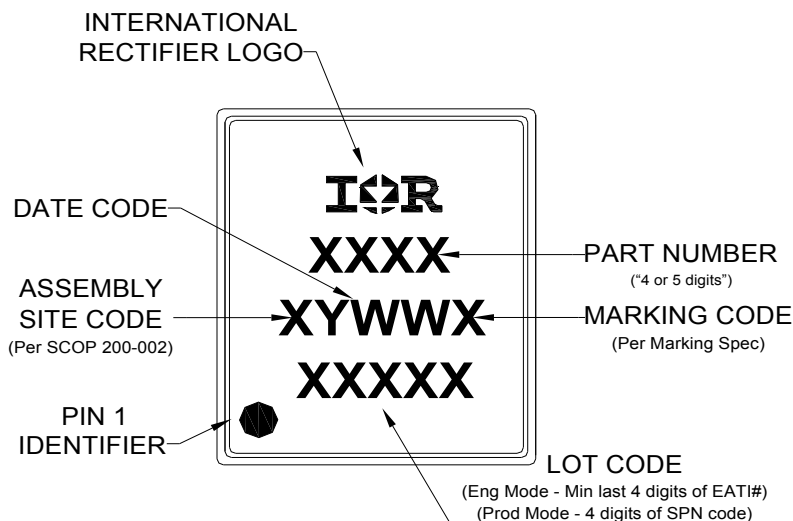 INTERNATIONAL
RECTIFIER LOGO
IOR
DATE CODE
XXXX
PART NUMBER
(“4 or 5 digits”)
ASSEMBLY
SITE CODE
(Per SCOP 200-002)
XYWWX
MARKING CODE
(Per Marking Spec)
XXXXX
PIN 1
IDENTIFIER
LOT CODE
(Eng Mode - Min last 4 digits of EATI#)
(Prod Mode - 4 digits of SPN code)